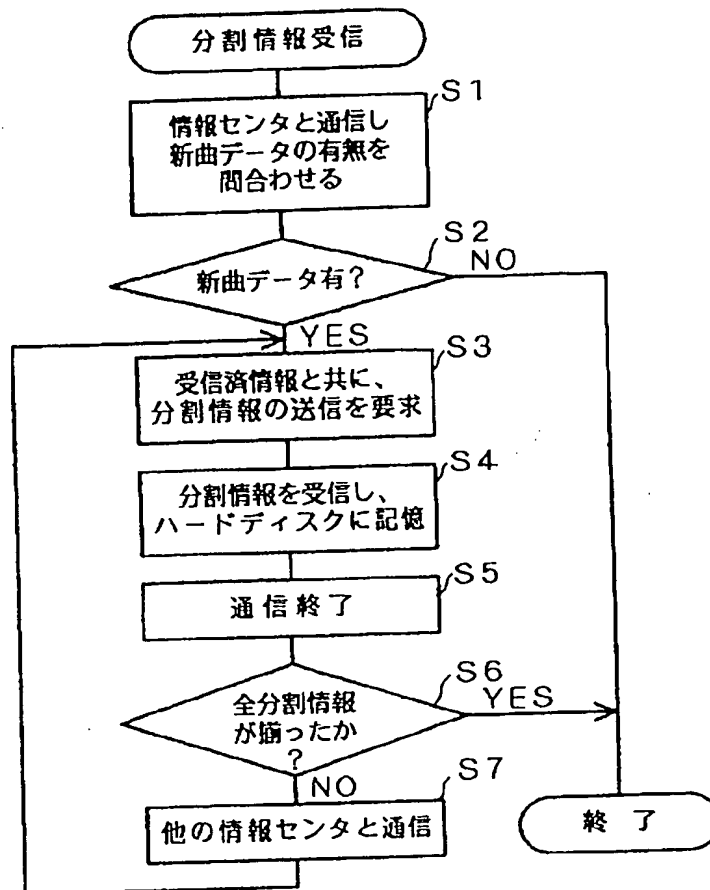 分割情報受信
S1
情報センタと通信し
新曲データの有無を
問合わせる
S2
新曲データ有?
NO
YES
S3
受信済情報と共に、
分割情報の送信を要求
S4
分割情報を受信し、
ハードディスクに記憶
S5
通信終了
S6
全分割情報
が揃ったか
?
YES
NO
S7
他の情報センタと通信
終了